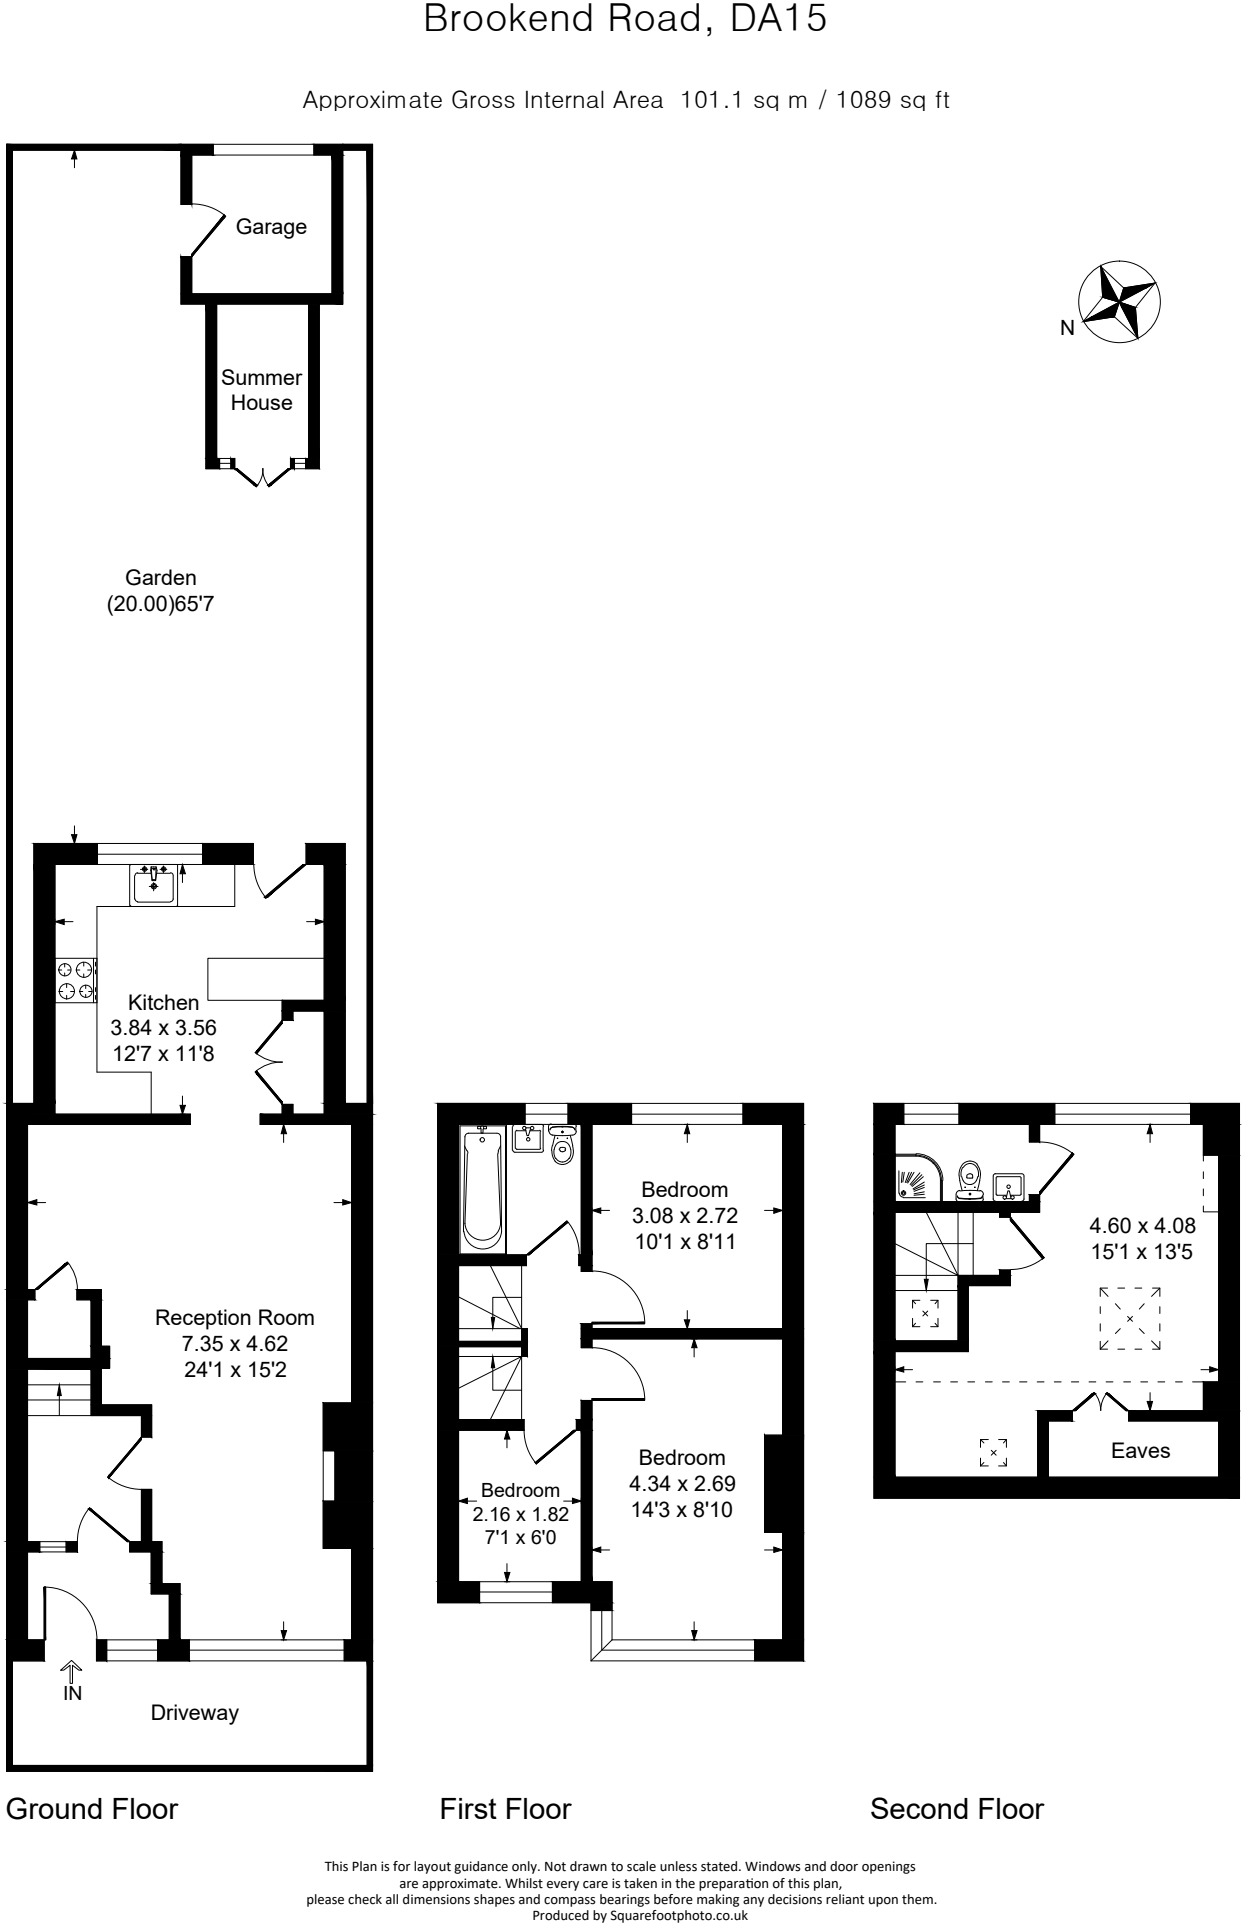 Brookend Road, DA15
Approximate Gross Internal Area 101.1 sq m / 1089 sq ft
Garage
N
Summer
House
Garden
(20.00)65'7
Kitchen
3.84 x 3.56
12'7 x 11'8
Reception Room
7.35 x 4.62
24'1 x 15'2
IN
Driveway
Bedroom
3.08 x 2.72
10'1 x 8'11
Bedroom
4.34 x 2.69
14'3 x 8'10
Bedroom
2.16 x 1.82
7'1 x 6'0
4.60 x 4.08
15'1 x 13'5
Eaves
Ground Floor
First Floor
Second Floor
This Plan is for layout guidance only. Not drawn to scale unless stated. Windows and door openings
are approximate. Whilst every care is taken in the preparation of this plan,
please check all dimensions shapes and compass bearings before making any decisions reliant upon them.
Produced by Squarefootphoto.co.uk